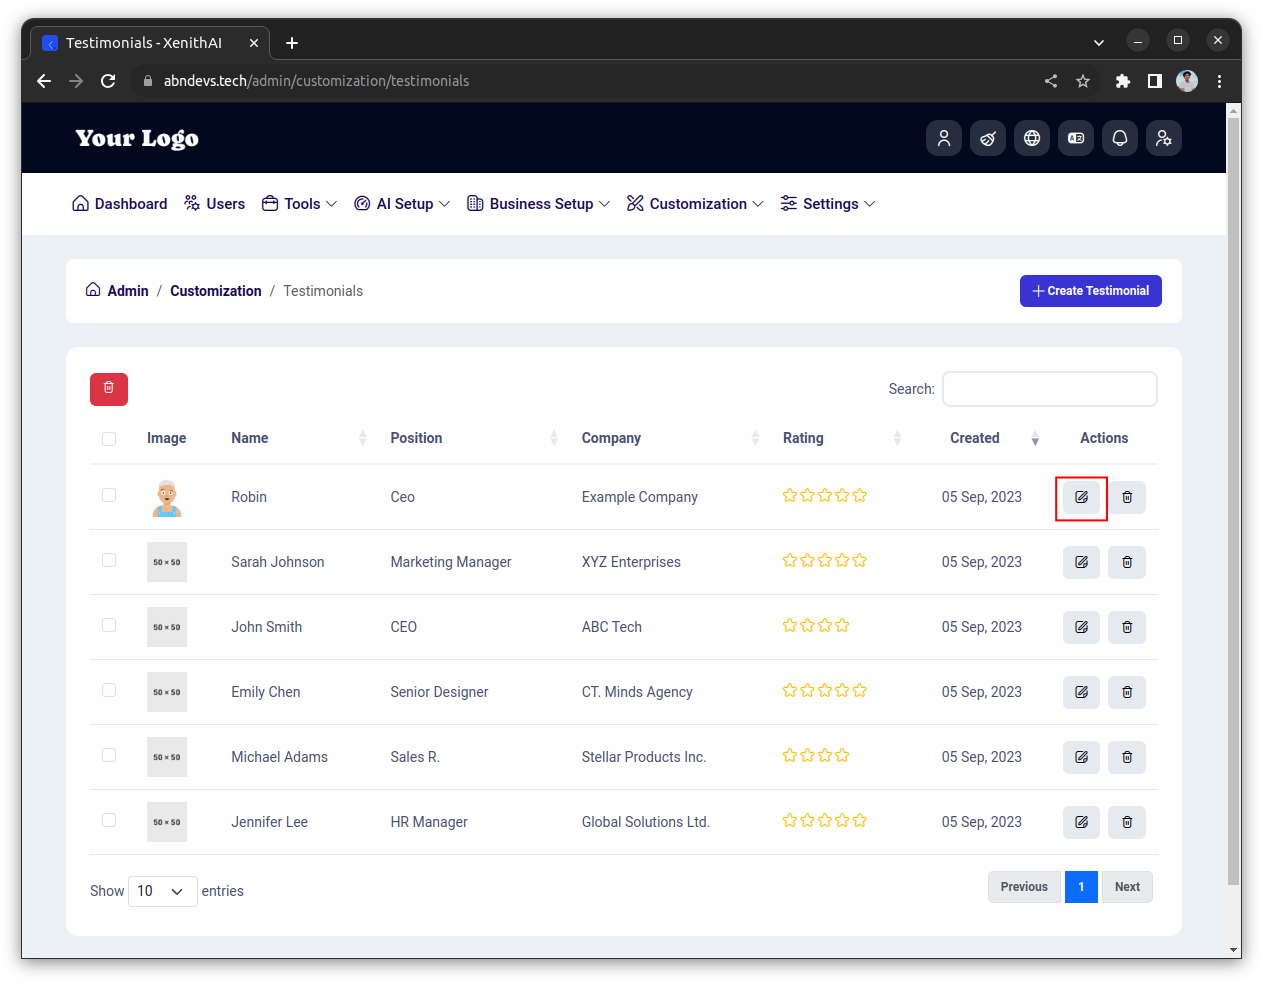 Testimonials - XenithAI
abndevs.tech/admin/customization/testimonials
Your Logo
Dashboard Users Tools AI Setup Business Setup Customization Settings
Admin / Customization / Testimonials
Create Testimonial
Search:
Image Name Position Company Rating Created Actions
Robin Ceo Example Company 05 Sep, 2023
50 × 50 Sarah Johnson Marketing Manager XYZ Enterprises 05 Sep, 2023
50 × 50 John Smith CEO ABC Tech 05 Sep, 2023
50 × 50 Emily Chen Senior Designer CT. Minds Agency 05 Sep, 2023
50 × 50 Michael Adams Sales R. Stellar Products Inc. 05 Sep, 2023
50 × 50 Jennifer Lee HR Manager Global Solutions Ltd. 05 Sep, 2023
Show 10 entries
Previous 1 Next